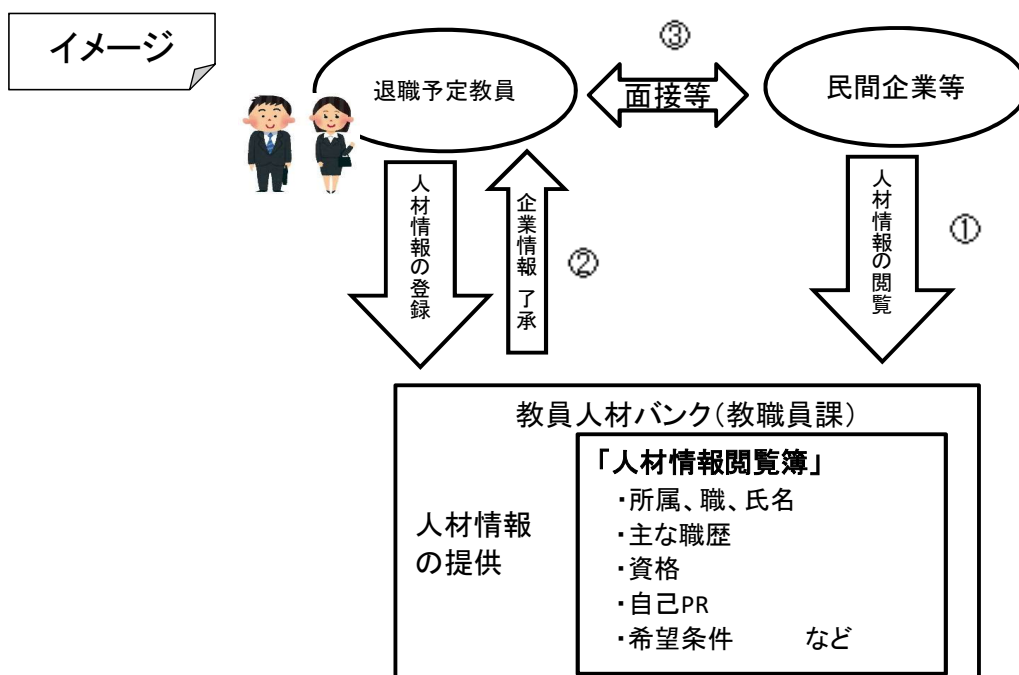 イメージ
③
退職予定教員
面接等
民間企業等
人材情報の登録
企業情報 了承
②
人材情報の閲覧
①
教員人材バンク(教職員課)
人材情報
の提供
「人材情報閲覧簿」
・所属、職、氏名
・主な職歴
・資格
・自己PR
・希望条件 など